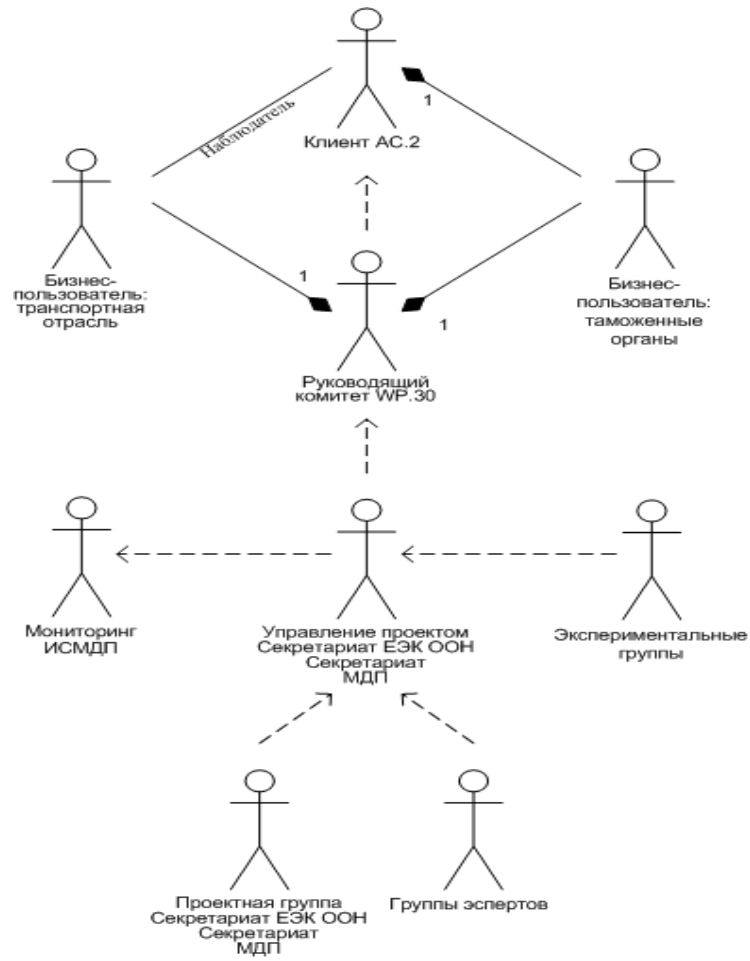 Наблюдатель
1
Клиент АС.2
1
Бизнес-
пользователь:
транспортная
отрасль
1
Бизнес-
пользователь:
таможенные
органы
Руководящий
комитет WP.30
Мониторинг
ИСМДП
Управление проектом
Секретариат ЕЭК ООН
Секретариат
МДП
Экспериментальные
группы
Проектная группа
Секретариат ЕЭК ООН
Секретариат
МДП
Группы эспертов